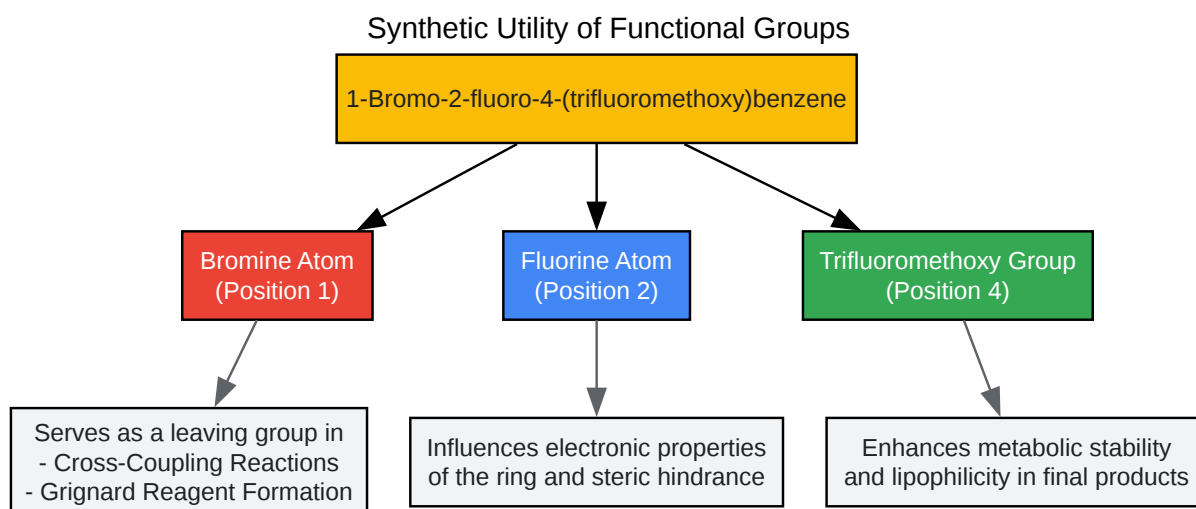 Synthetic Utility of Functional Groups
1-Bromo-2-fluoro-4-(trifluoromethoxy)benzene
Bromine Atom
(Position 1)
Fluorine Atom
(Position 2)
Trifluoromethoxy Group
(Position 4)
Serves as a leaving group in
- Cross-Coupling Reactions
- Grignard Reagent Formation
Influences electronic properties
of the ring and steric hindrance
Enhances metabolic stability
and lipophilicity in final products